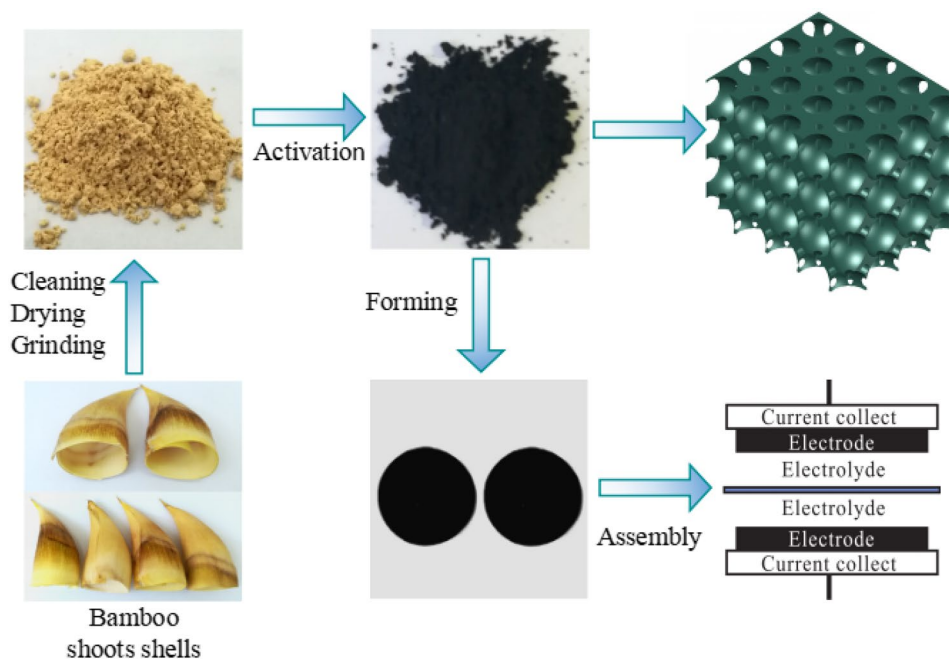 Activation
Cleaning
Drying
Grinding
Forming
Bamboo
shoots shells
Assembly
Current collect
Electrode
Electrolyde
Electrolyde
Electrode
Current collect